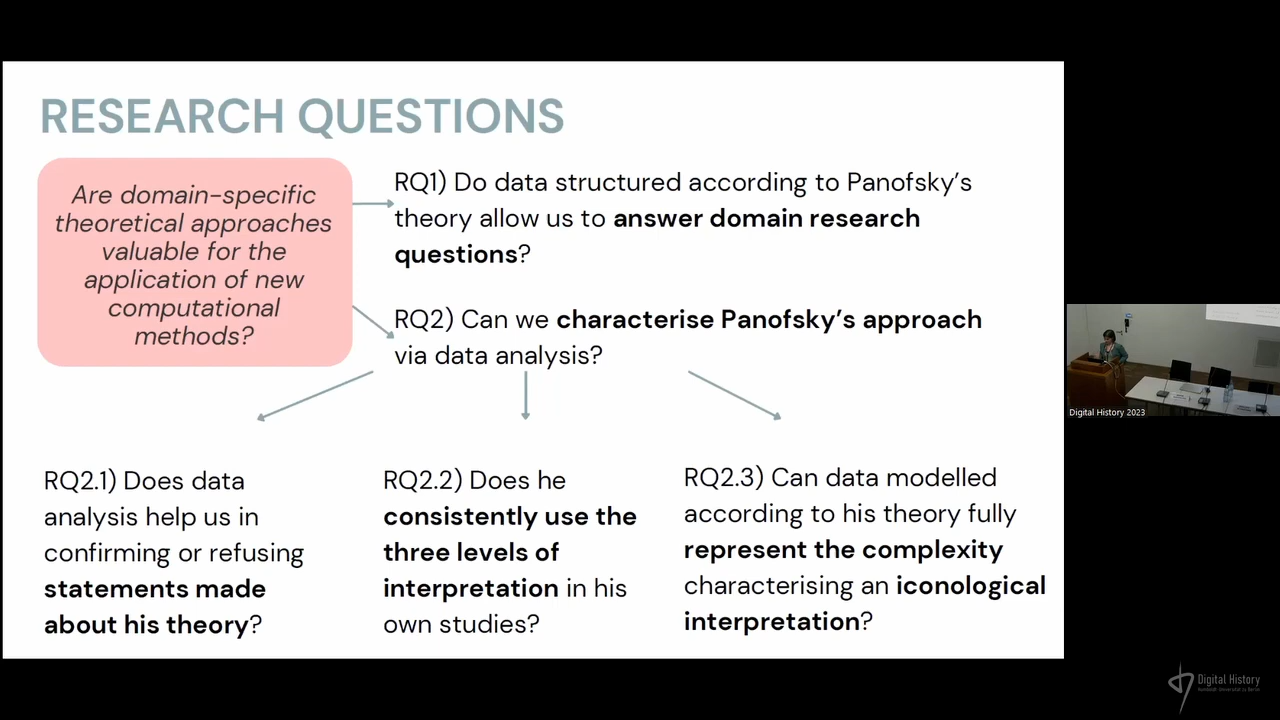 RESEARCH QUESTIONS
Are domain-specific
theoretical approaches
valuable for the
application of new
computational
methods?
RQ1) Do data structured according to Panofsky's
theory allow us to answer domain research
questions?
RQ2) Can we characterise Panofsky's approach
via data analysis?
RQ2.1) Does data
analysis help us in
confirming or refusing
statements made
about his theory?
RQ2.2) Does he
consistently use the
three levels of
interpretation in his
own studies?
RQ2.3) Can data modelled
according to his theory fully
represent the complexity
characterising an iconological
interpretation?
Digital History 2023
Digital History
Humboldt-Universität zu Berlin